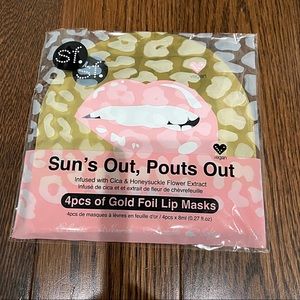 sf.
sf.
vegan
vegan
Sun's Out, Pouts Out
Infused with Cica & Honeysuckle Flower Extract
infusé de cica et et extrait de fleur de chèvrefeuille
4pcs of Gold Foil Lip Masks
4pcs de masques à lèvres en feuille d'or / 4pcs x 8ml (0.27 fl.oz)